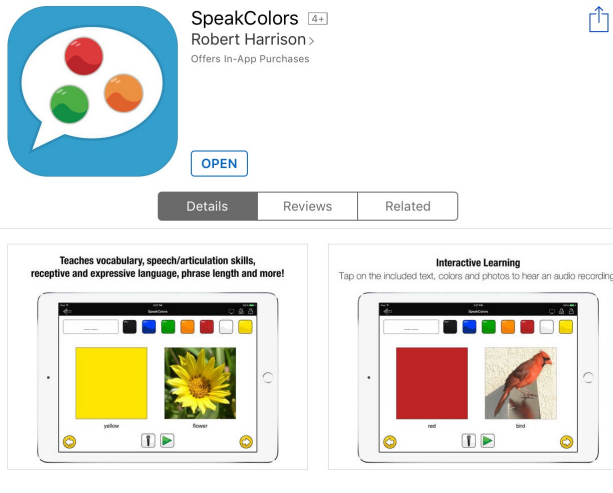 SpeakColors 4+
Robert Harrison >
Offers In-App Purchases
OPEN
Details Reviews Related
Teaches vocabulary, speech/articulation skills,
receptive and expressive language, phrase length and more!
SpeakColors
yellow flower
Interactive Learning
Tap on the included text, colors and photos to hear an audio recording
SpeakColors
red bird